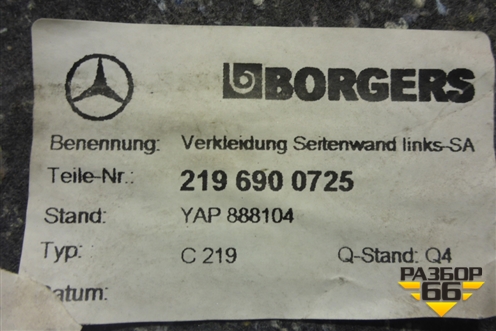 BORGERS
Benennung: Verkleidung Seitenwand links-SA
Teile-Nr.: 219 690 0725
Stand: YAP 888104
Typ: C 219 Q-Stand: Q4
atum:
РАЗБОР
66